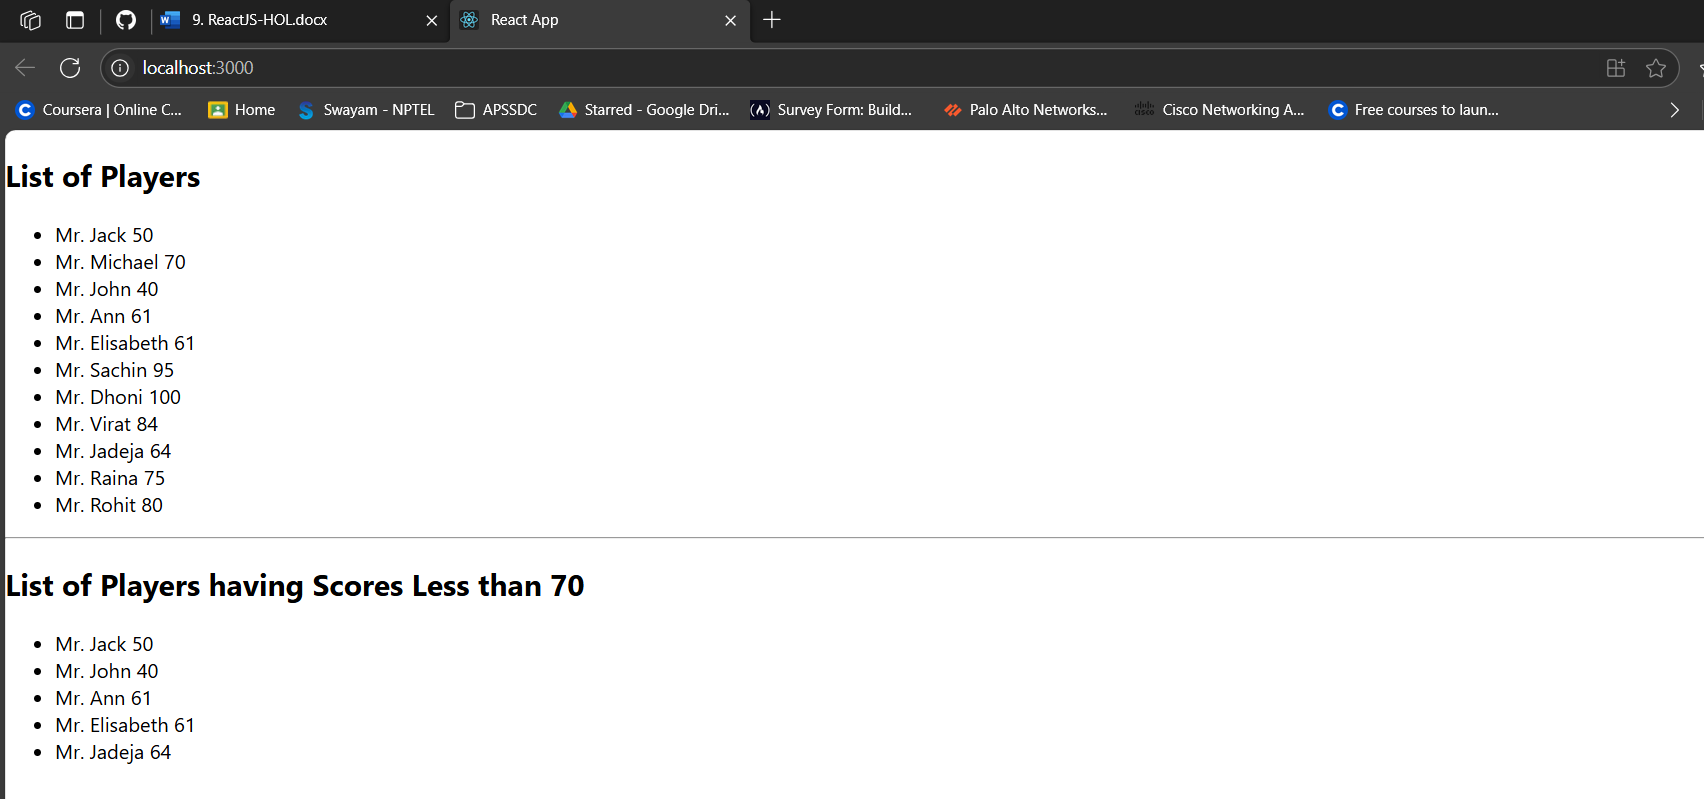 9. ReactJS-HOL.docx
React App
localhost:3000
Coursera | Online C...
Home
Swayam - NPTEL
APSSDC
Starred - Google Dri...
Survey Form: Build...
Palo Alto Networks...
Cisco Networking A...
Free courses to laun...
List of Players
Mr. Jack 50
Mr. Michael 70
Mr. John 40
Mr. Ann 61
Mr. Elisabeth 61
Mr. Sachin 95
Mr. Dhoni 100
Mr. Virat 84
Mr. Jadeja 64
Mr. Raina 75
Mr. Rohit 80
List of Players having Scores Less than 70
Mr. Jack 50
Mr. John 40
Mr. Ann 61
Mr. Elisabeth 61
Mr. Jadeja 64